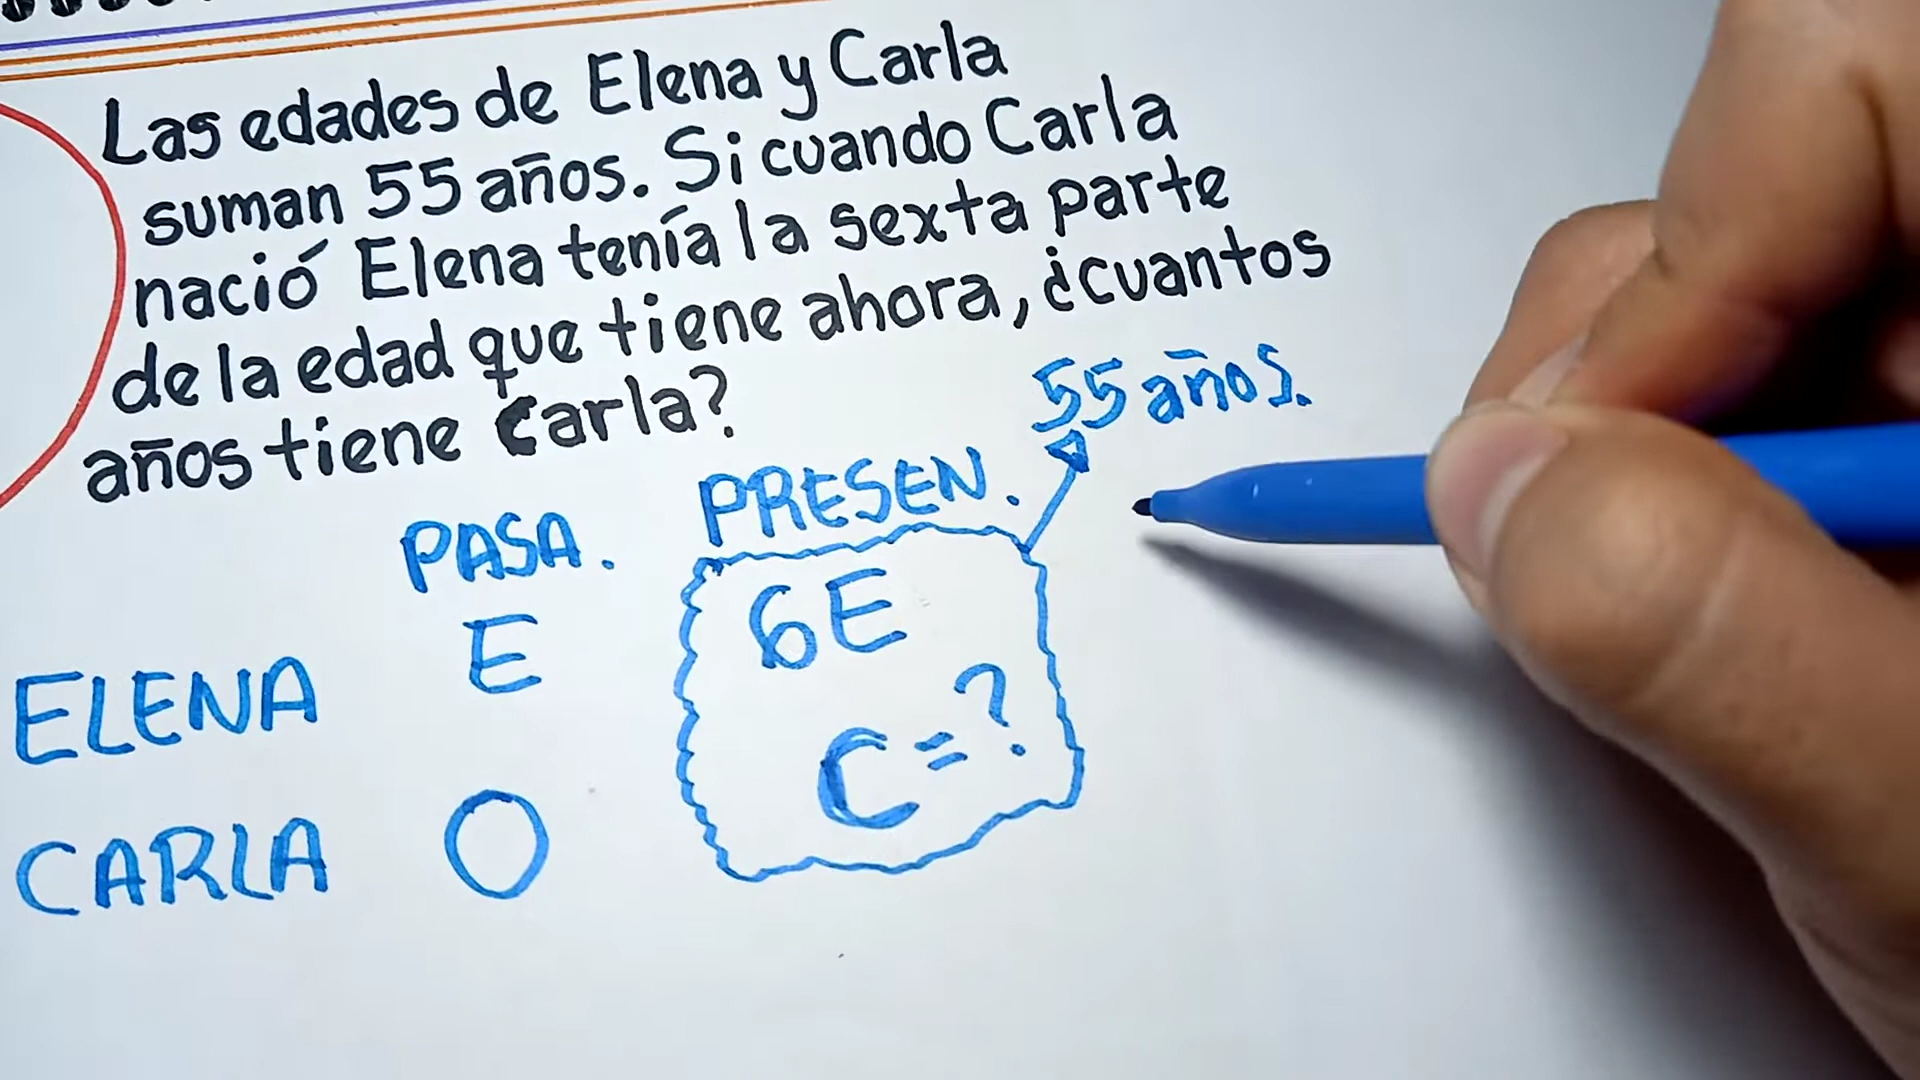 Las edades de Elena y Carla
suman 55 años. Si cuando Carla
nació Elena tenía la sexta parte
de la edad que tiene ahora, ¿cuantos
años tiene Carla?
55 años.
PASA. PRESEN.
ELENA E 6E
CARLA O C=?